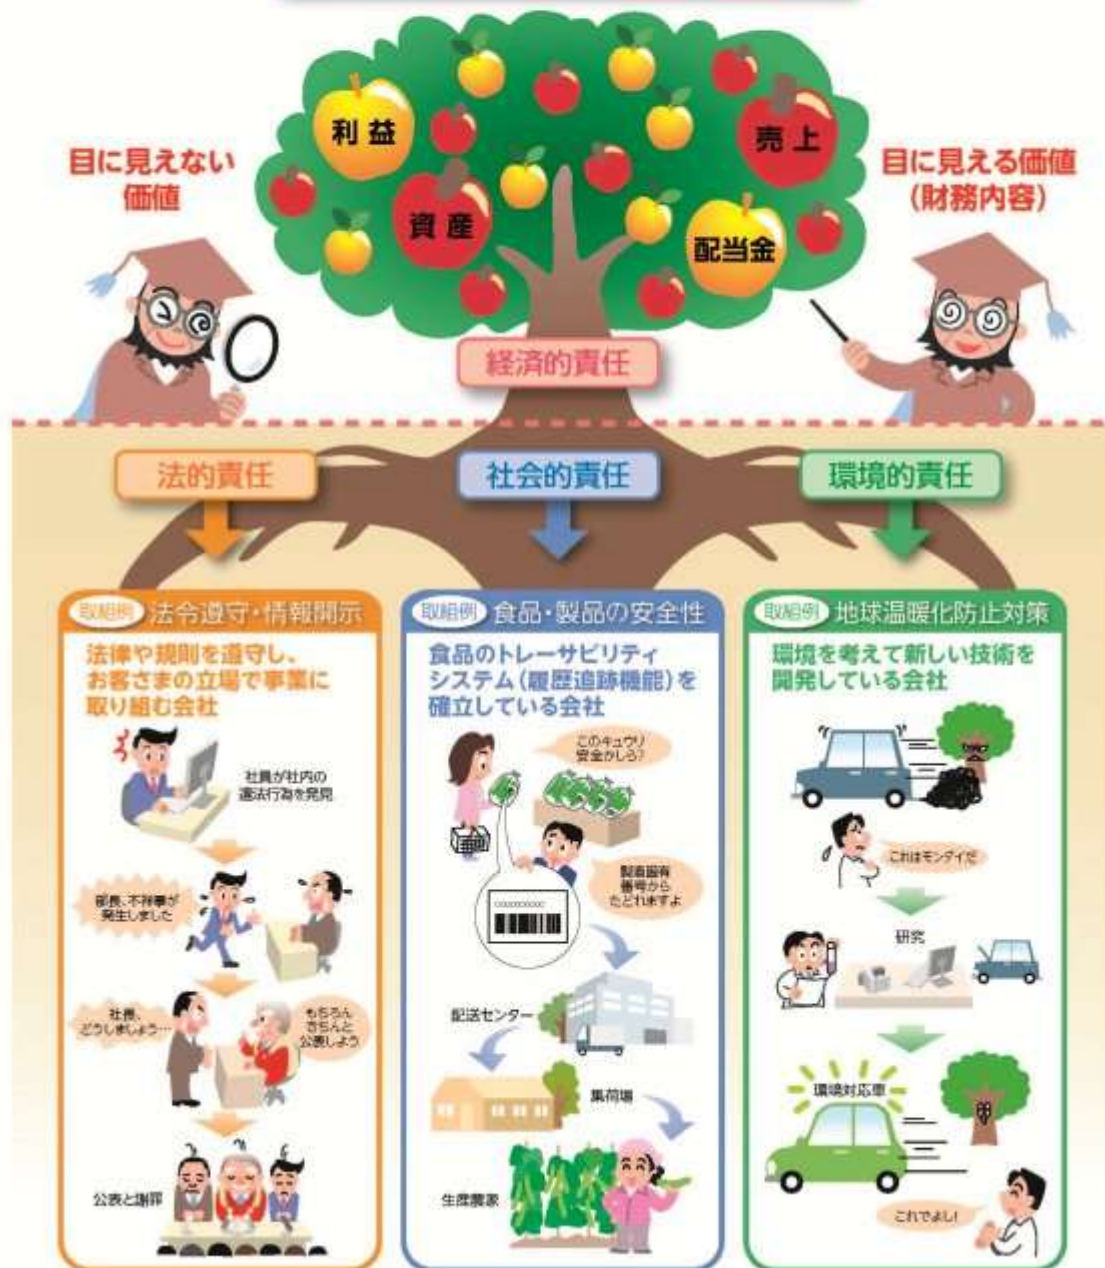 目に見えない
価値
目に見える価値
(財務内容)
利益
売上
資産
配当金
経済的責任
法的責任
社会的責任
環境的責任
取組例 法令遵守・情報開示
法律や規則を遵守し、
お客さまの立場で事業に
取り組む会社
社員が社内の
違法行為を発見
部長、不祥事が
発生しました
社長、
どうしましょう…
もちろん
きちんと
公表しよう
公表と謝罪
取組例 食品・製品の安全性
食品のトレーサビリティ
システム(履歴追跡機能)を
確立している会社
このキュウリ
安全かしら?
製造固有
番号から
たどれますよ
配送センター
集荷場
生産農家
取組例 地球温暖化防止対策
環境を考えて新しい技術を
開発している会社
これはモンダイだ
研究
環境対応車
これでよし!